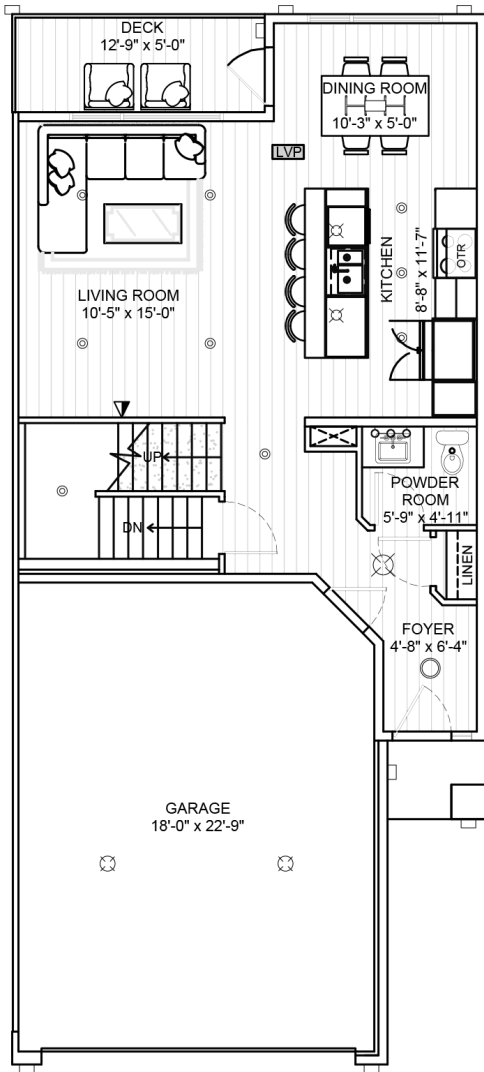 DECK
12'-9" x 5'-0"
DINING ROOM
10'-3" x 5'-0"
LVP
KITCHEN
8'-8" x 11'-7"
OTR
LIVING ROOM
10'-5" x 15'-0"
UP
DN
POWDER
ROOM
5'-9" x 4'-11"
LINEN
FOYER
4'-8" x 6'-4"
GARAGE
18'-0" x 22'-9"